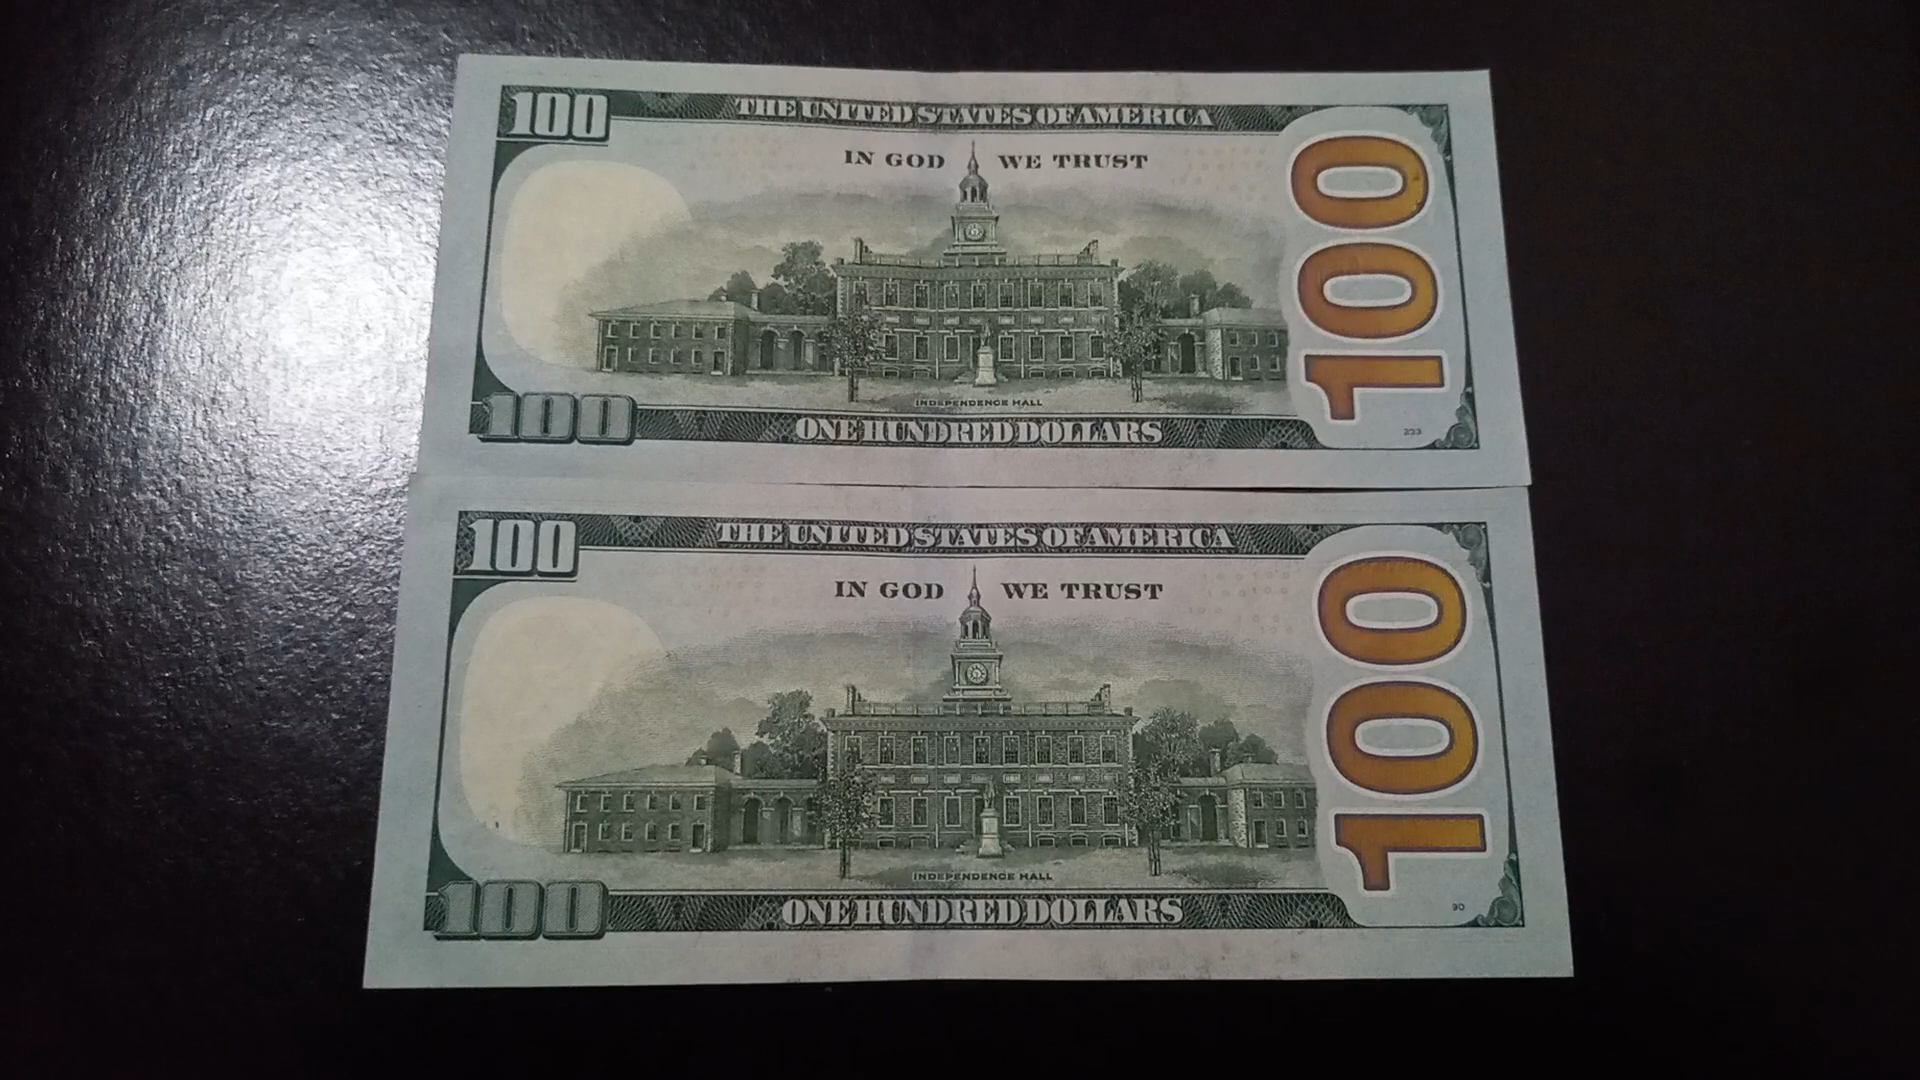 100
THE UNITED STATES OF AMERICA
IN GOD WE TRUST
100
INDEPENDENCE HALL
100
ONE HUNDRED DOLLARS
100
THE UNITED STATES OF AMERICA
IN GOD WE TRUST
100
INDEPENDENCE HALL
100
ONE HUNDRED DOLLARS
90